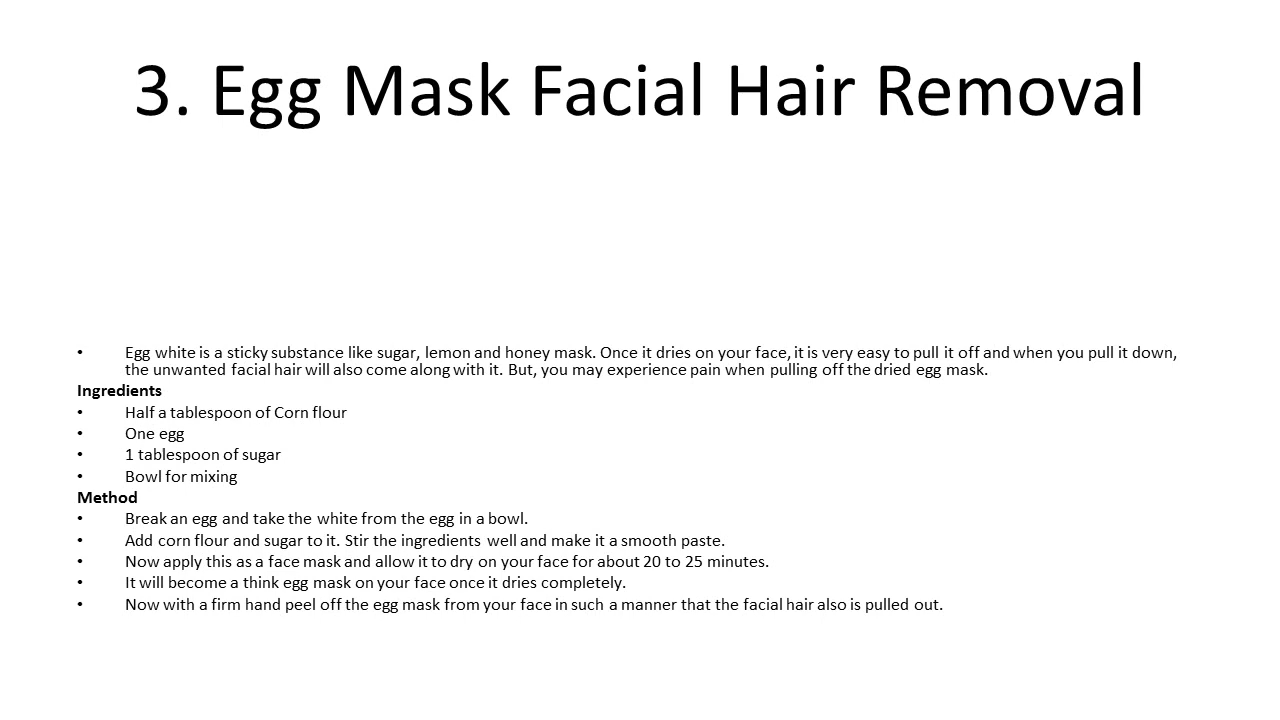 3. Egg Mask Facial Hair Removal
• Egg white is a sticky substance like sugar, lemon and honey mask. Once it dries on your face, it is very easy to pull it off and when you pull it down,
the unwanted facial hair will also come along with it. But, you may experience pain when pulling off the dried egg mask.
Ingredients
• Half a tablespoon of Corn flour
• One egg
• 1 tablespoon of sugar
• Bowl for mixing
Method
• Break an egg and take the white from the egg in a bowl.
• Add corn flour and sugar to it. Stir the ingredients well and make it a smooth paste.
• Now apply this as a face mask and allow it to dry on your face for about 20 to 25 minutes.
• It will become a think egg mask on your face once it dries completely.
• Now with a firm hand peel off the egg mask from your face in such a manner that the facial hair also is pulled out.